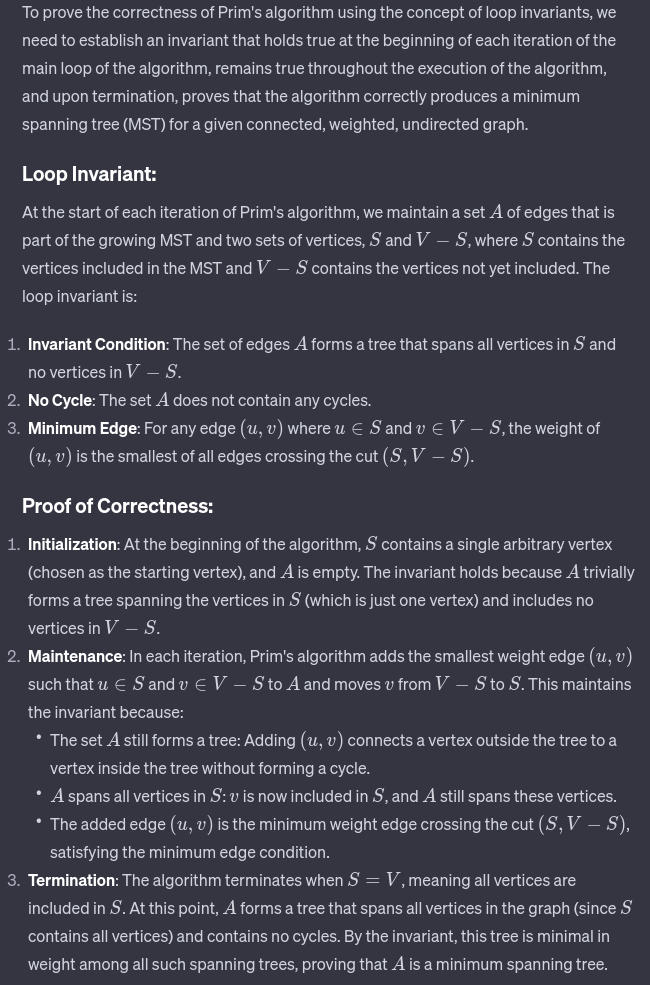 To prove the correctness of Prim's algorithm using the concept of loop invariants, we
need to establish an invariant that holds true at the beginning of each iteration of the
main loop of the algorithm, remains true throughout the execution of the algorithm,
and upon termination, proves that the algorithm correctly produces a minimum
spanning tree (MST) for a given connected, weighted, undirected graph.
Loop Invariant:
At the start of each iteration of Prim's algorithm, we maintain a set A of edges that is
part of the growing MST and two sets of vertices, S and V − S, where S contains the
vertices included in the MST and V − S contains the vertices not yet included. The
loop invariant is:
1. Invariant Condition: The set of edges A forms a tree that spans all vertices in S and
no vertices in V − S.
2. No Cycle: The set A does not contain any cycles.
3. Minimum Edge: For any edge (u, v) where u ∈ S and v ∈ V − S, the weight of
(u, v) is the smallest of all edges crossing the cut (S, V − S).
Proof of Correctness:
1. Initialization: At the beginning of the algorithm, S contains a single arbitrary vertex
(chosen as the starting vertex), and A is empty. The invariant holds because A trivially
forms a tree spanning the vertices in S (which is just one vertex) and includes no
vertices in V − S.
2. Maintenance: In each iteration, Prim's algorithm adds the smallest weight edge (u, v)
such that u ∈ S and v ∈ V − S to A and moves v from V − S to S. This maintains
the invariant because:
• The set A still forms a tree: Adding (u, v) connects a vertex outside the tree to a
vertex inside the tree without forming a cycle.
• A spans all vertices in S: v is now included in S, and A still spans these vertices.
• The added edge (u, v) is the minimum weight edge crossing the cut (S, V − S),
satisfying the minimum edge condition.
3. Termination: The algorithm terminates when S = V, meaning all vertices are
included in S. At this point, A forms a tree that spans all vertices in the graph (since S
contains all vertices) and contains no cycles. By the invariant, this tree is minimal in
weight among all such spanning trees, proving that A is a minimum spanning tree.